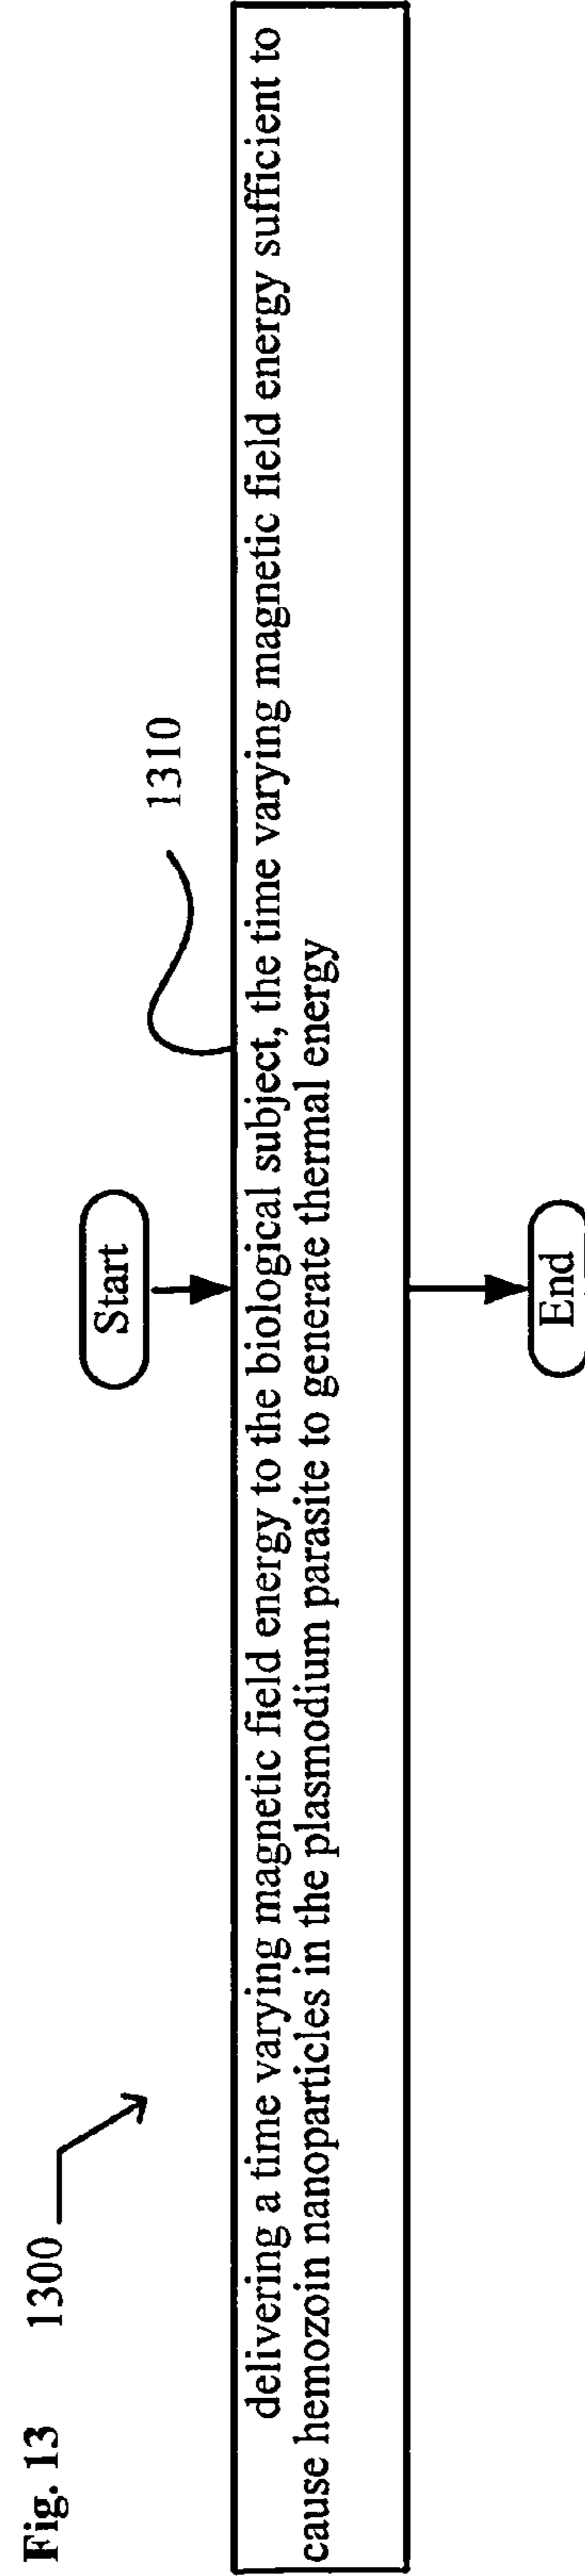 Fig. 13
1300
Start
1310
delivering a time varying magnetic field energy to the biological subject, the time varying magnetic field energy sufficient to
cause hemozoin nanoparticles in the plasmodium parasite to generate thermal energy
End